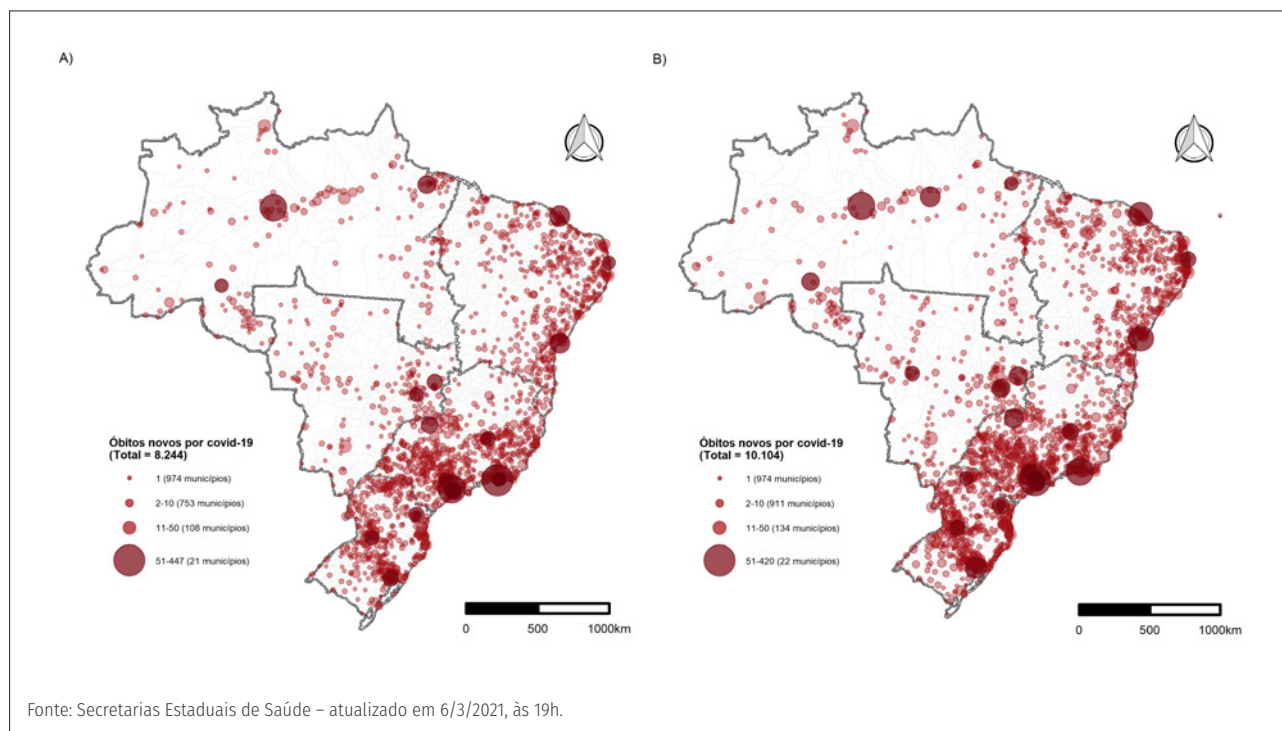 A)
Óbitos novos por covid-19
(Total = 8.244)
1 (974 municípios)
2-10 (753 municípios)
11-50 (108 municípios)
51-447 (21 municípios)
0 500 1000km
B)
Óbitos novos por covid-19
(Total = 10.104)
1 (974 municípios)
2-10 (911 municípios)
11-50 (134 municípios)
51-420 (22 municípios)
0 500 1000km
Fonte: Secretarias Estaduais de Saúde – atualizado em 6/3/2021, às 19h.